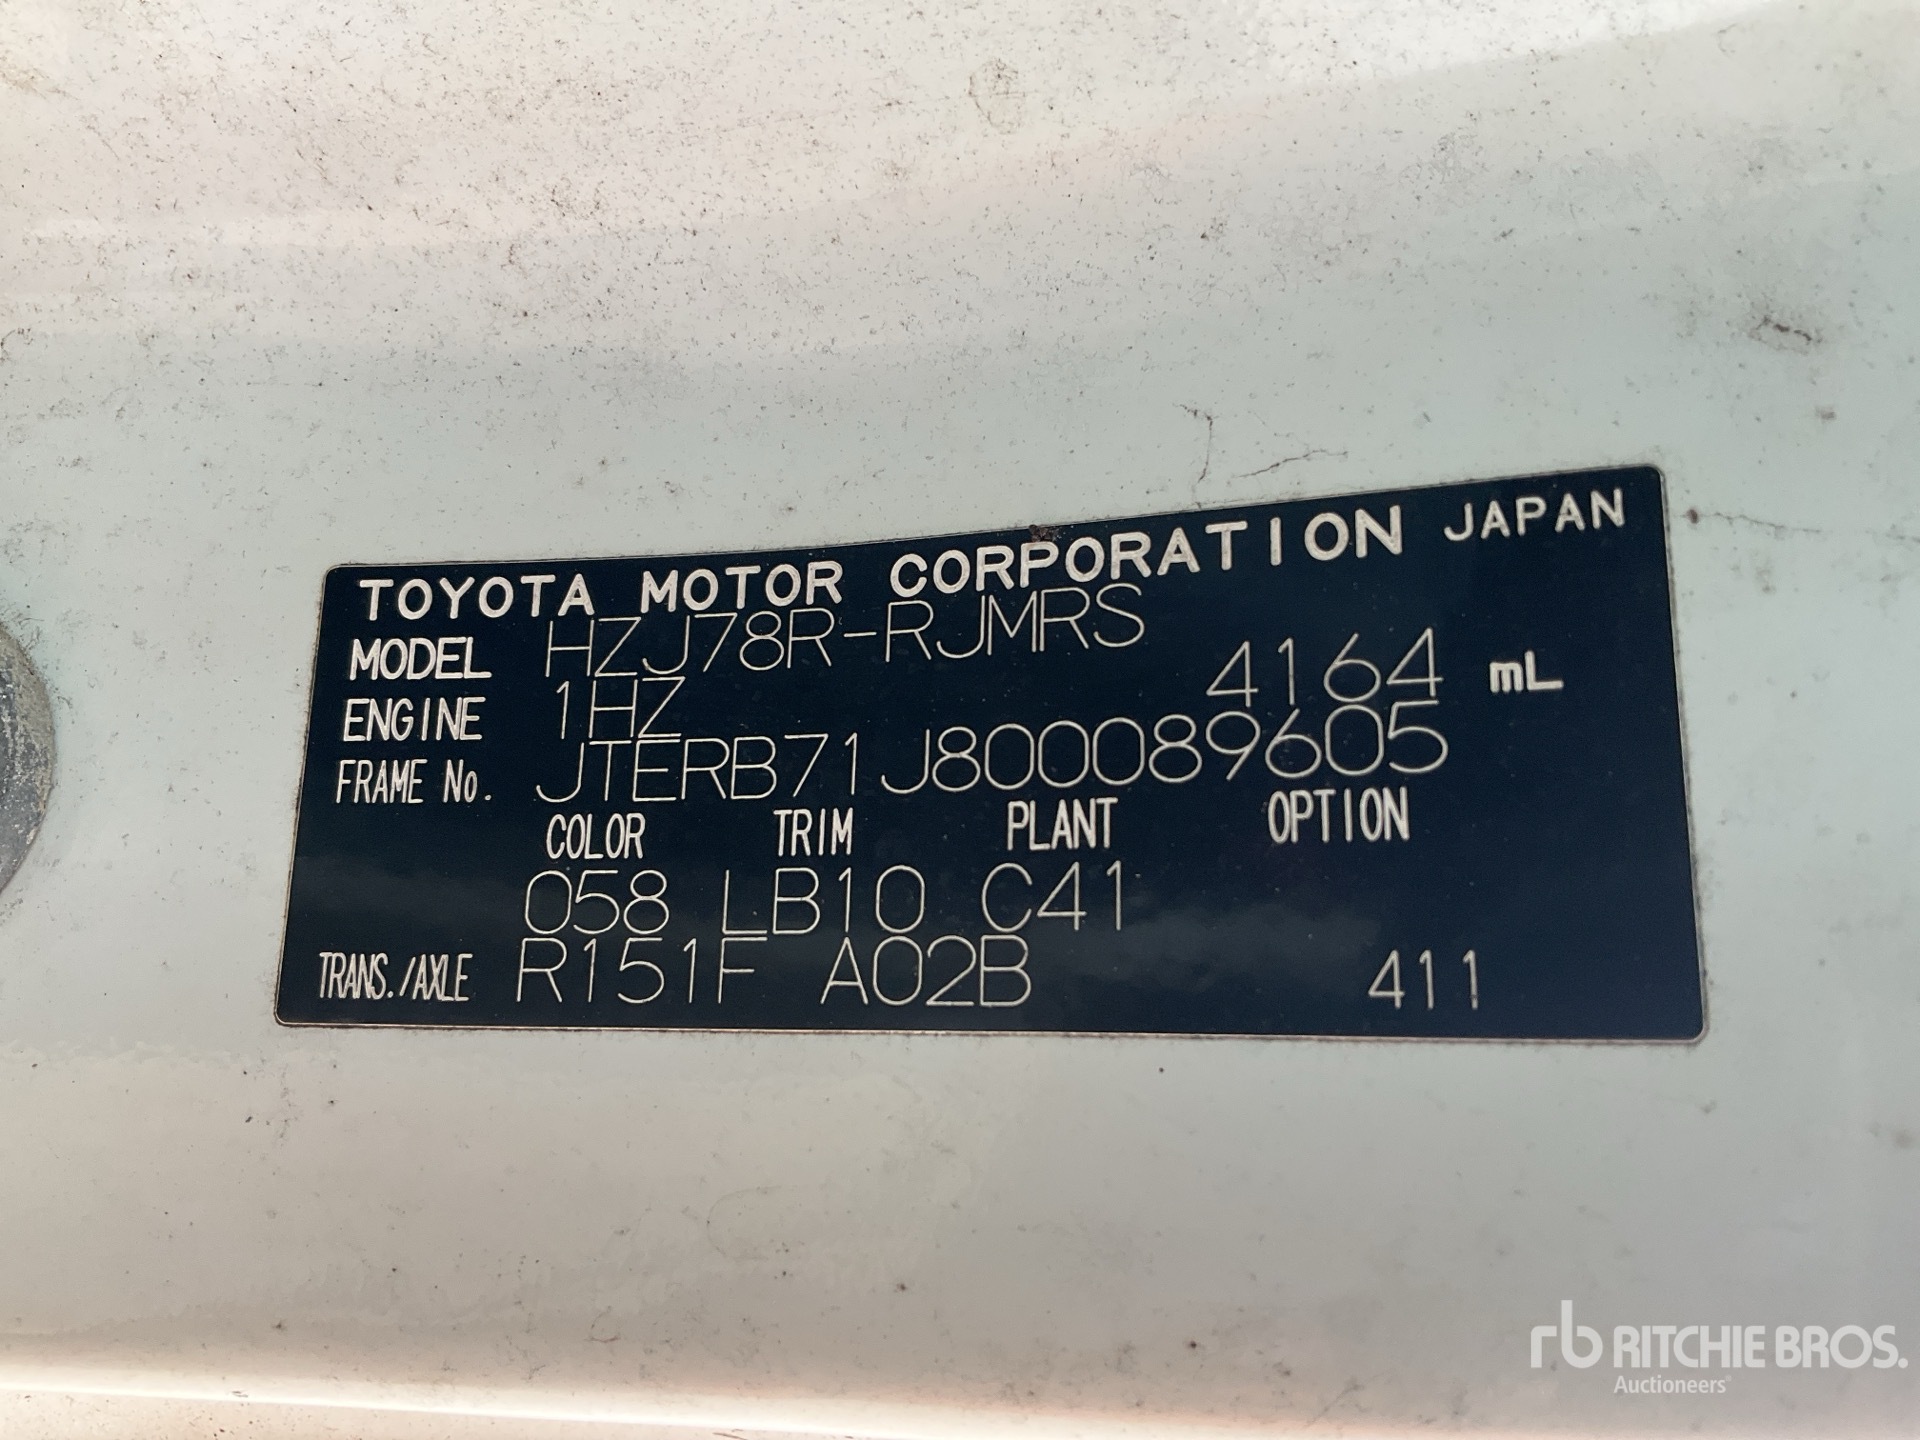 TOYOTA MOTOR CORPORATION JAPAN
MODEL HZJ78R-RJMRS
ENGINE 1HZ 4164 mL
FRAME No. JTERB71J800089605
COLOR TRIM PLANT OPTION
058 LB10 C41
TRANS./AXLE R151F A02B 411
rb RITCHIE BROS.
Auctioneers